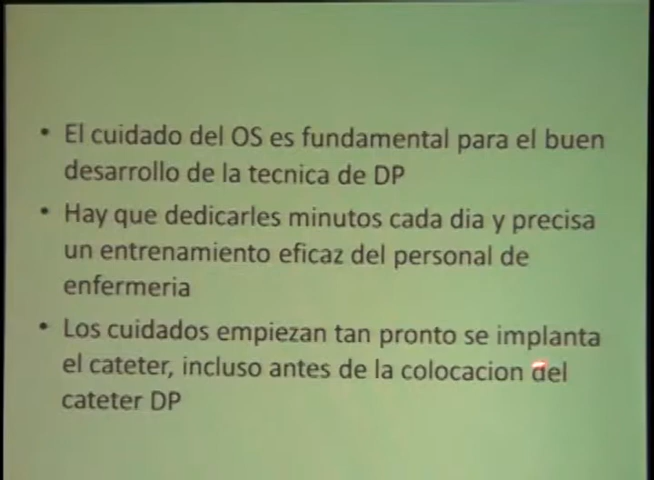 • El cuidado del OS es fundamental para el buen
desarrollo de la tecnica de DP
• Hay que dedicarles minutos cada dia y precisa
un entrenamiento eficaz del personal de
enfermeria
• Los cuidados empiezan tan pronto se implanta
el cateter, incluso antes de la colocacion del
cateter DP